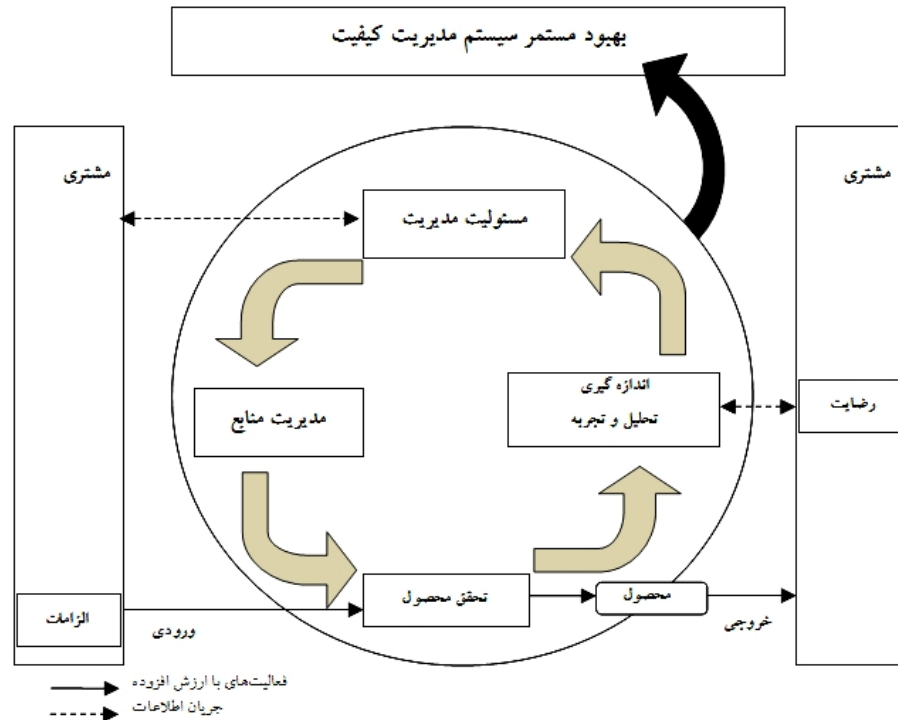 بهبود مستمر سیستم مدیریت کیفیت
مشتری
مشتری
مسئولیت مدیریت
اندازه گیری
تحلیل و تجربه
رضایت
مدیریت منابع
تحقق محصول
محصول
الزامات
ورودی
خروجی
فعالیت‌های با ارزش افزوده
جریان اطلاعات